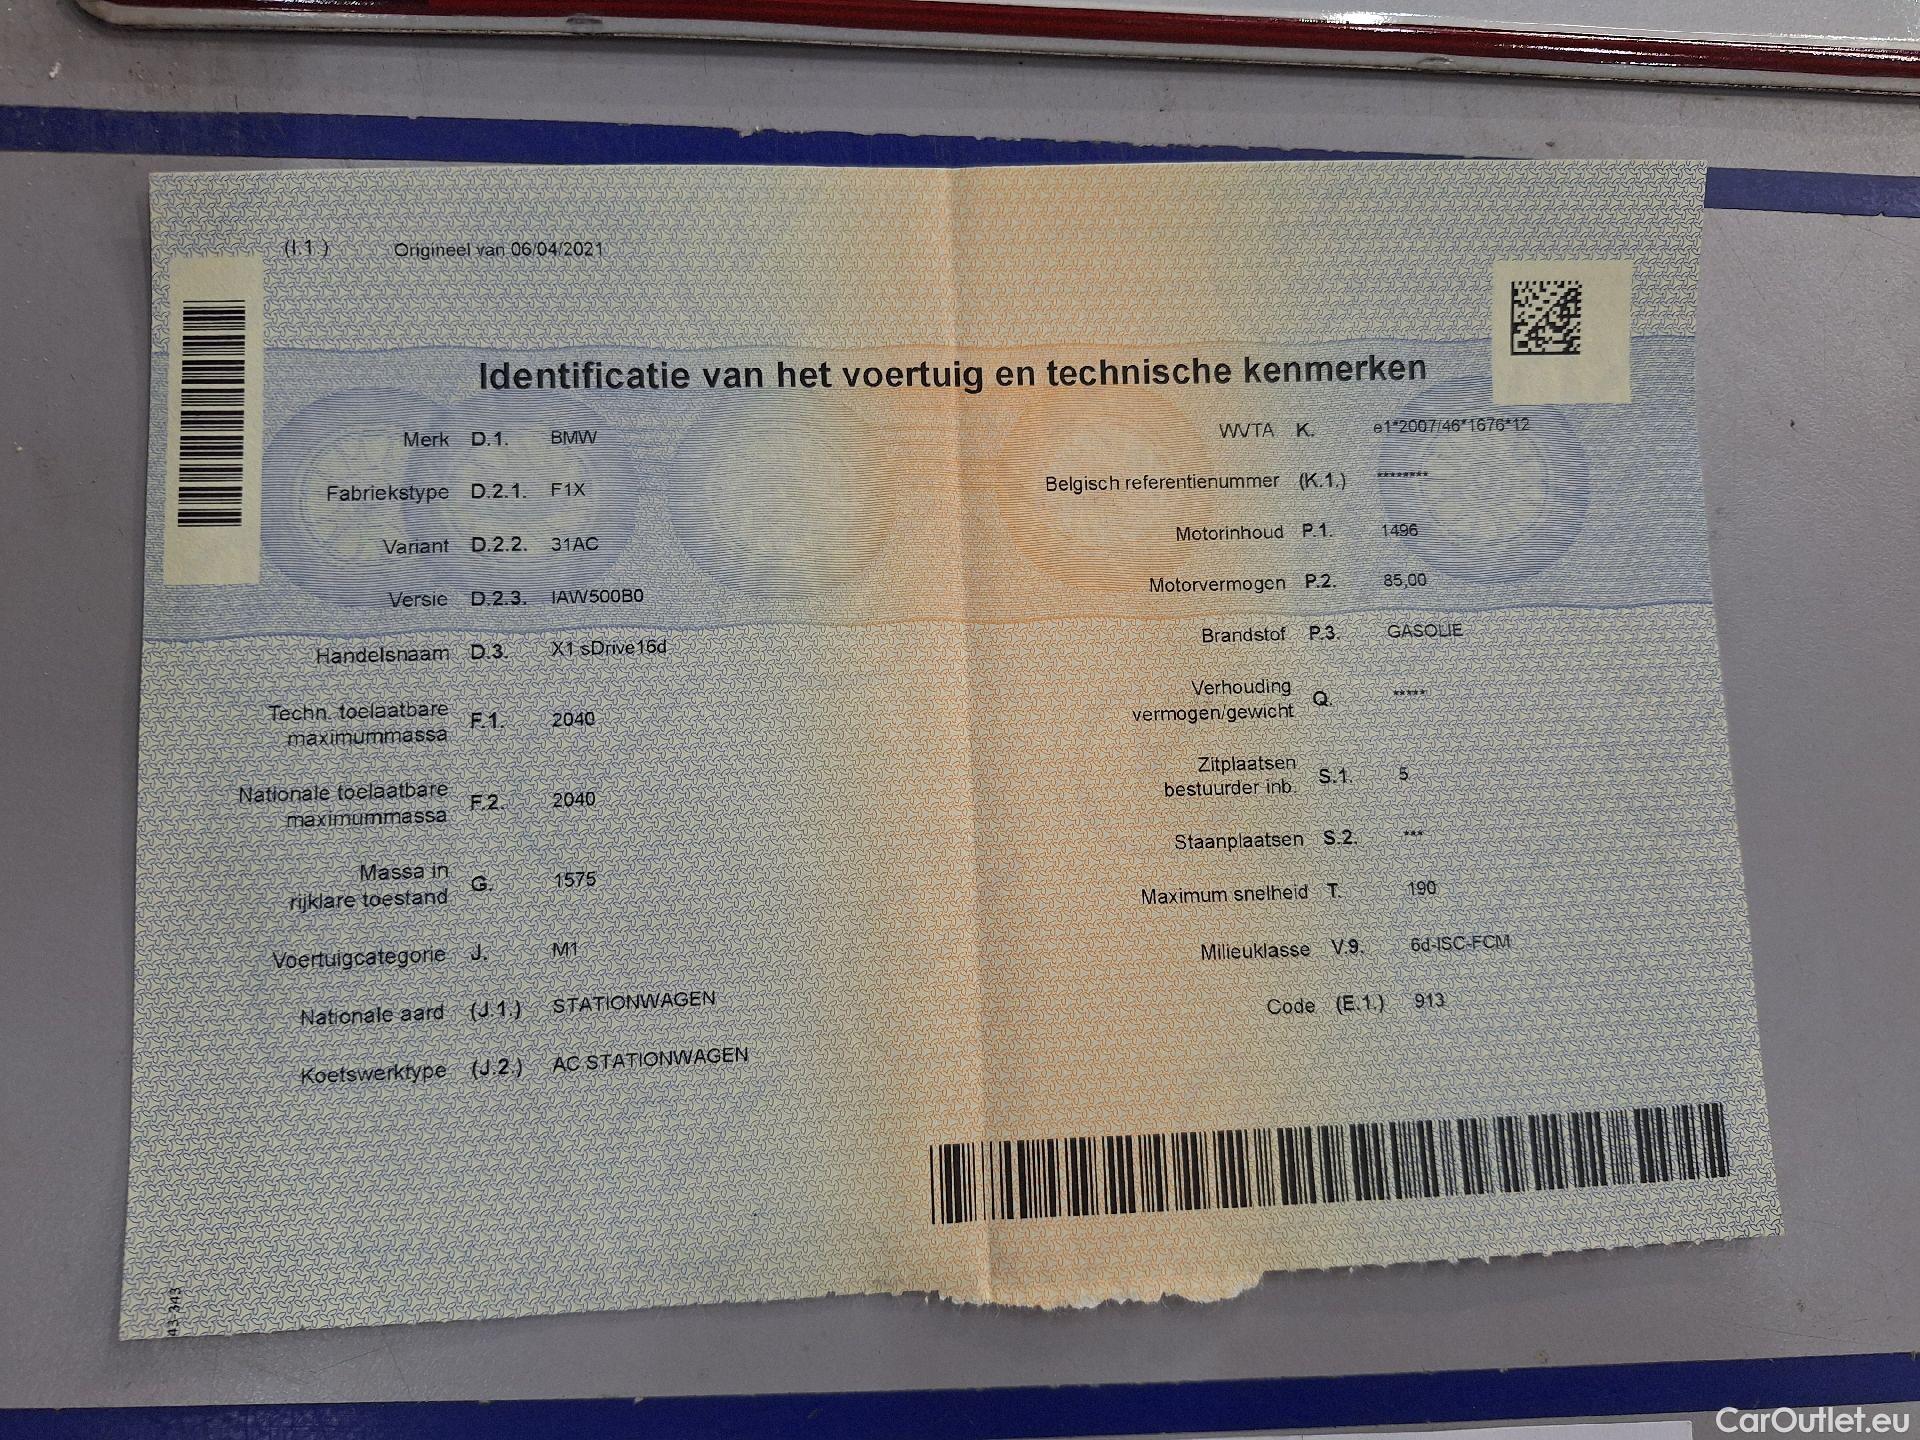 (I.1.) Origineel van 06/04/2021
Identificatie van het voertuig en technische kenmerken
Merk D.1. BMW
Fabriekstype D.2.1. F1X
Variant D.2.2. 31AC
Versie D.2.3. IAW500B0
Handelsnaam D.3. X1 sDrive16d
Techn. toelaatbare
maximummassa F.1. 2040
Nationale toelaatbare
maximummassa F.2. 2040
Massa in
rijklare toestand G. 1575
Voertuigcategorie J. M1
Nationale aard (J.1.) STATIONWAGEN
Koetswerktype (J.2.) AC STATIONWAGEN
WVTA K. e1*2007/46*1676*12
Belgisch referentienummer (K.1.) ********
Motorinhoud P.1. 1496
Motorvermogen P.2. 85,00
Brandstof P.3. GASOLIE
Verhouding
vermogen/gewicht Q. *****
Zitplaatsen
bestuurder inb. S.1. 5
Staanplaatsen S.2. ***
Maximum snelheid T. 190
Milieuklasse V.9. 6d-ISC-FCM
Code (E.1.) 913
43-343
CarOutlet.eu